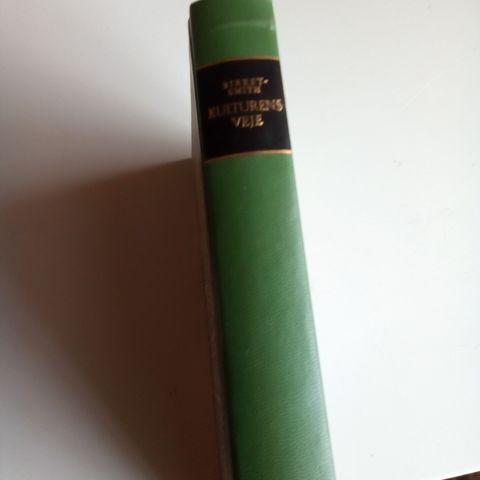 BIRKET-
SMITH
KULTURENS
VEJE